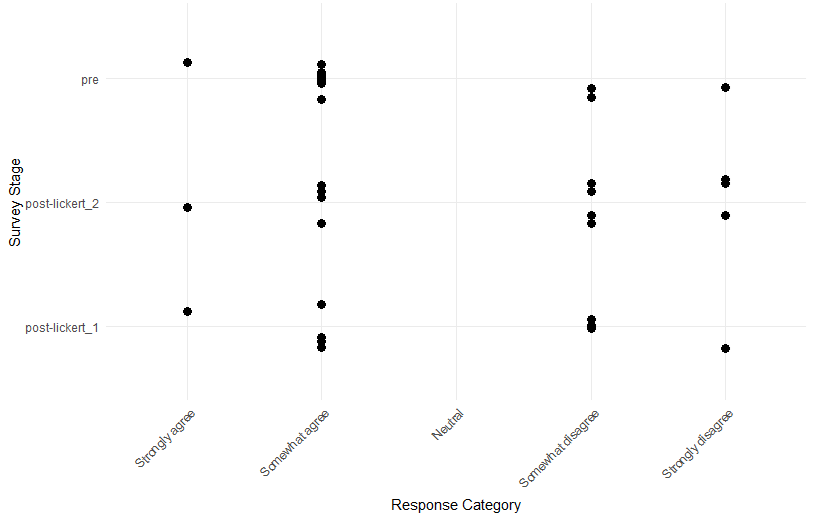 Survey Stage
pre
post-lickert_2
post-lickert_1
Strongly agree
Somewhat agree
Neutral
Somewhat disagree
Strongly disagree
Response Category